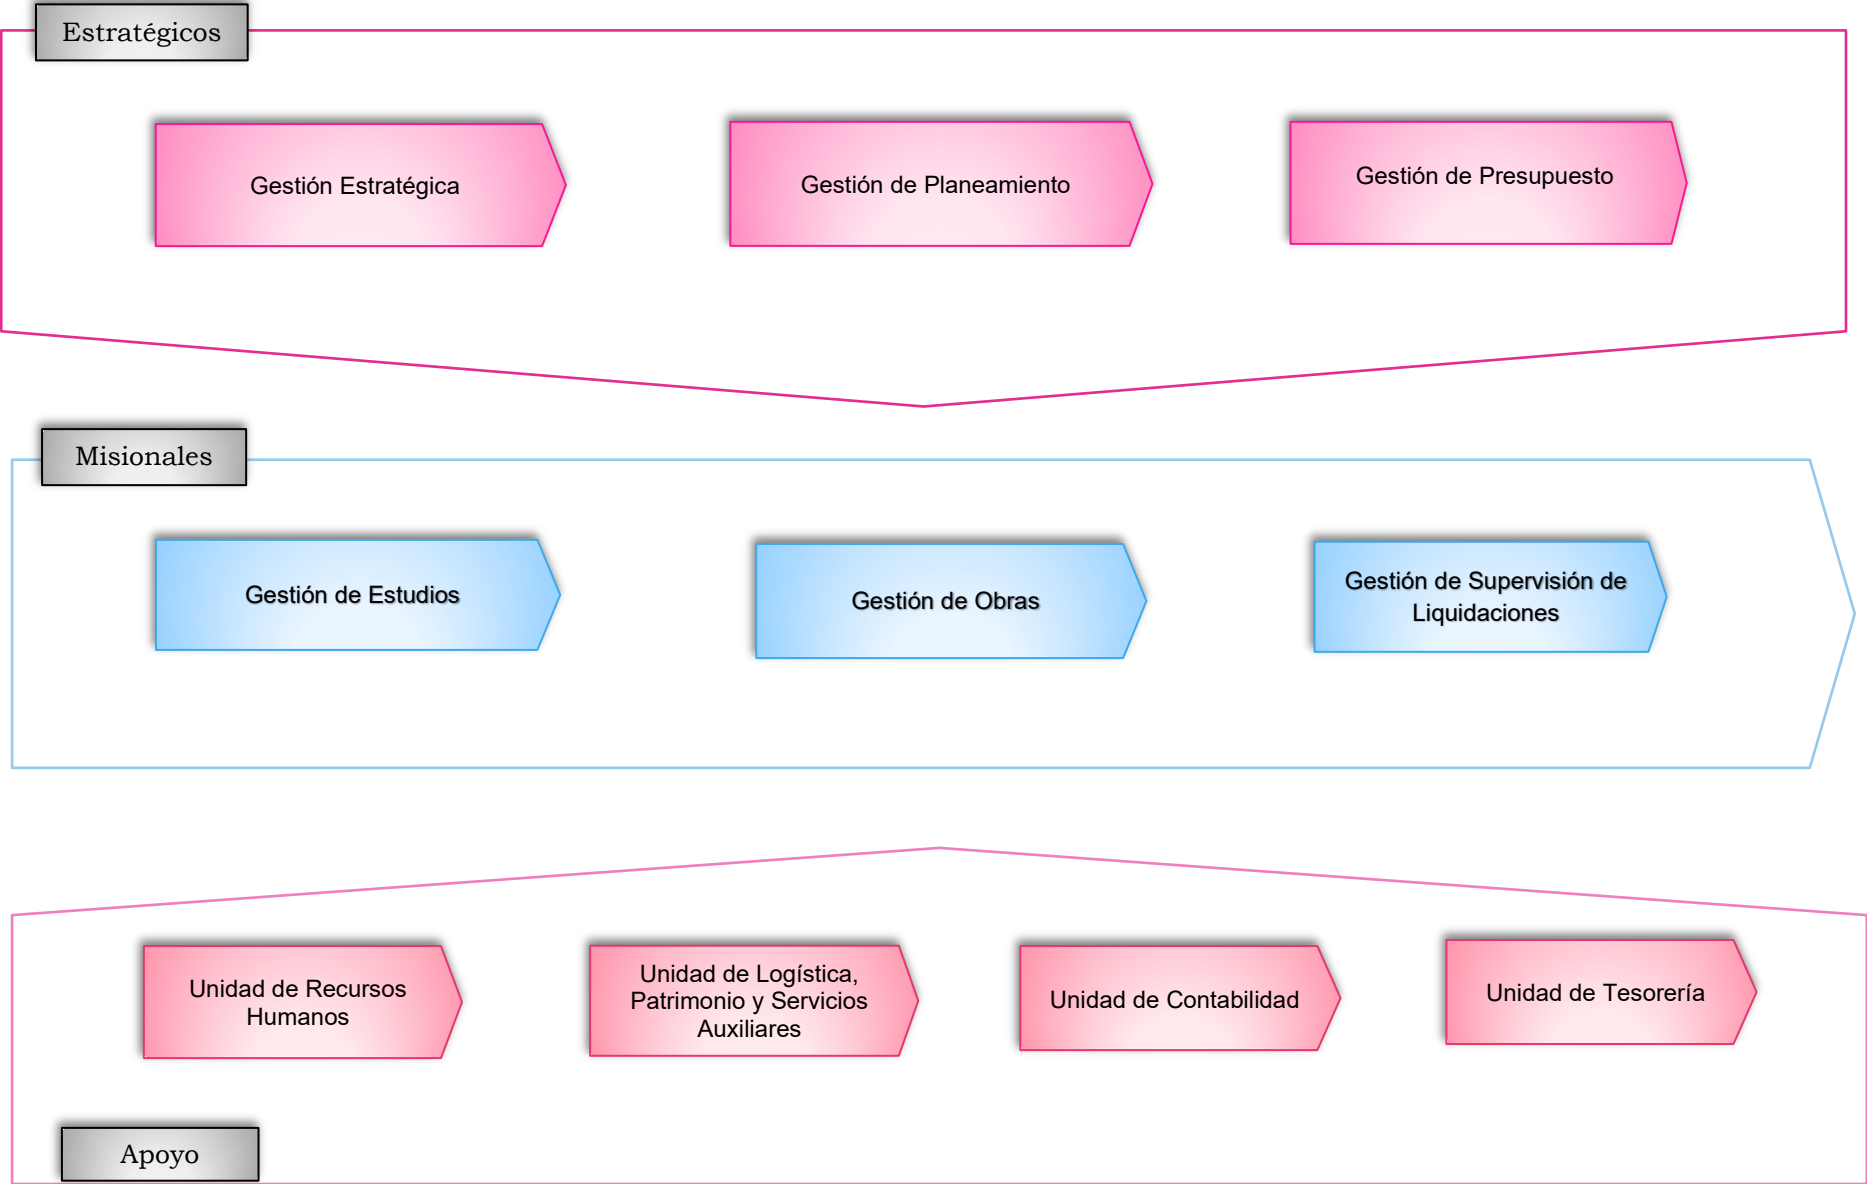 Estratégicos
Gestión Estratégica
Gestión de Planeamiento
Gestión de Presupuesto
Misionales
Gestión de Estudios
Gestión de Obras
Gestión de Supervisión de
Liquidaciones
Unidad de Recursos
Humanos
Unidad de Logística,
Patrimonio y Servicios
Auxiliares
Unidad de Contabilidad
Unidad de Tesorería
Apoyo